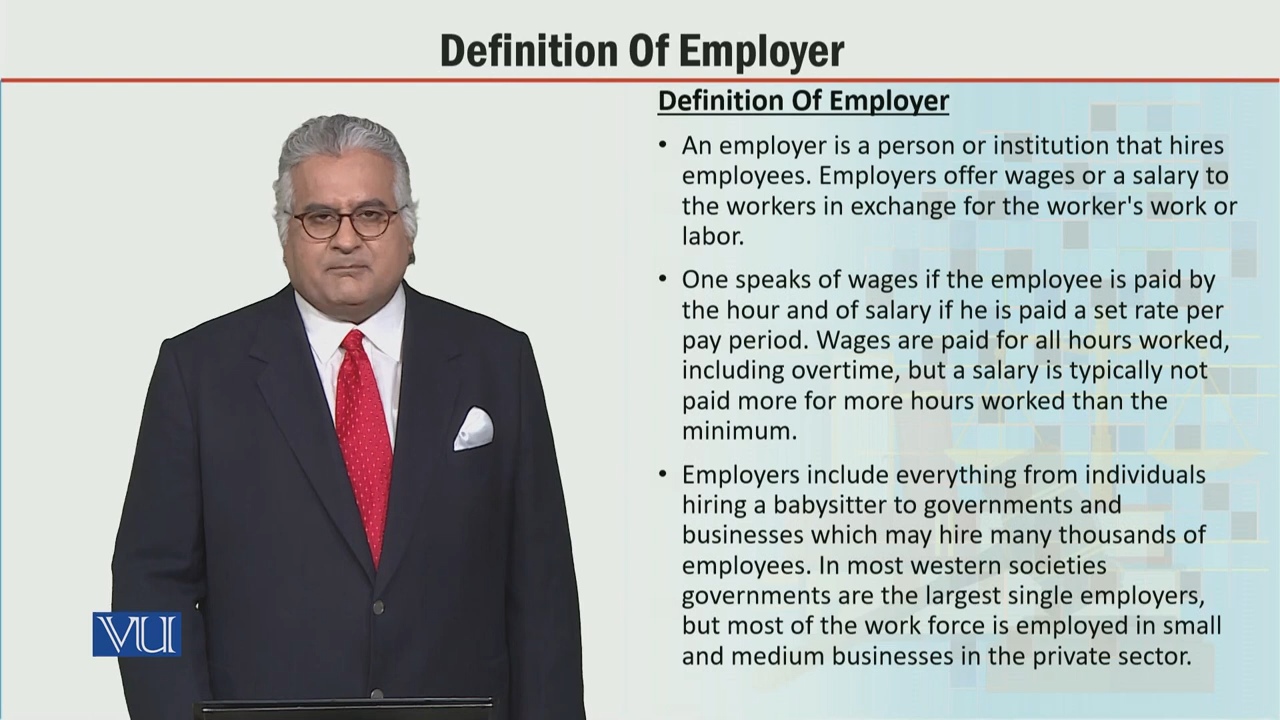 Definition Of Employer
Definition Of Employer
• An employer is a person or institution that hires
employees. Employers offer wages or a salary to
the workers in exchange for the worker's work or
labor.
• One speaks of wages if the employee is paid by
the hour and of salary if he is paid a set rate per
pay period. Wages are paid for all hours worked,
including overtime, but a salary is typically not
paid more for more hours worked than the
minimum.
• Employers include everything from individuals
hiring a babysitter to governments and
businesses which may hire many thousands of
employees. In most western societies
governments are the largest single employers,
but most of the work force is employed in small
and medium businesses in the private sector.
VU